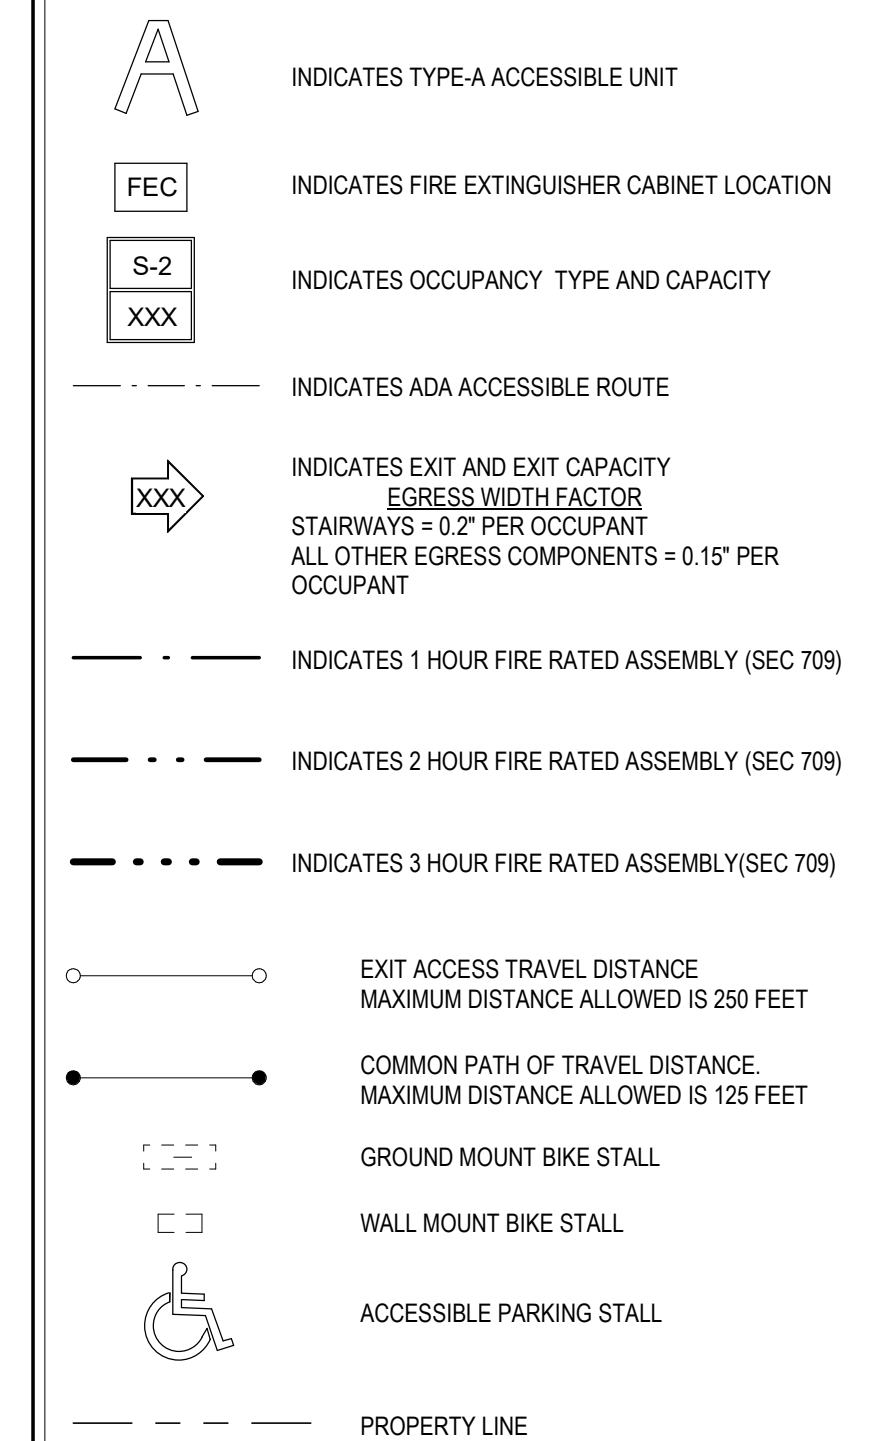 A
INDICATES TYPE-A ACCESSIBLE UNIT
FEC
INDICATES FIRE EXTINGUISHER CABINET LOCATION
S-2
XXX
INDICATES OCCUPANCY TYPE AND CAPACITY
INDICATES ADA ACCESSIBLE ROUTE
XXX
INDICATES EXIT AND EXIT CAPACITY
EGRESS WIDTH FACTOR
STAIRWAYS = 0.2" PER OCCUPANT
ALL OTHER EGRESS COMPONENTS = 0.15" PER
OCCUPANT
INDICATES 1 HOUR FIRE RATED ASSEMBLY (SEC 709)
INDICATES 2 HOUR FIRE RATED ASSEMBLY (SEC 709)
INDICATES 3 HOUR FIRE RATED ASSEMBLY(SEC 709)
EXIT ACCESS TRAVEL DISTANCE
MAXIMUM DISTANCE ALLOWED IS 250 FEET
COMMON PATH OF TRAVEL DISTANCE.
MAXIMUM DISTANCE ALLOWED IS 125 FEET
GROUND MOUNT BIKE STALL
WALL MOUNT BIKE STALL
ACCESSIBLE PARKING STALL
PROPERTY LINE